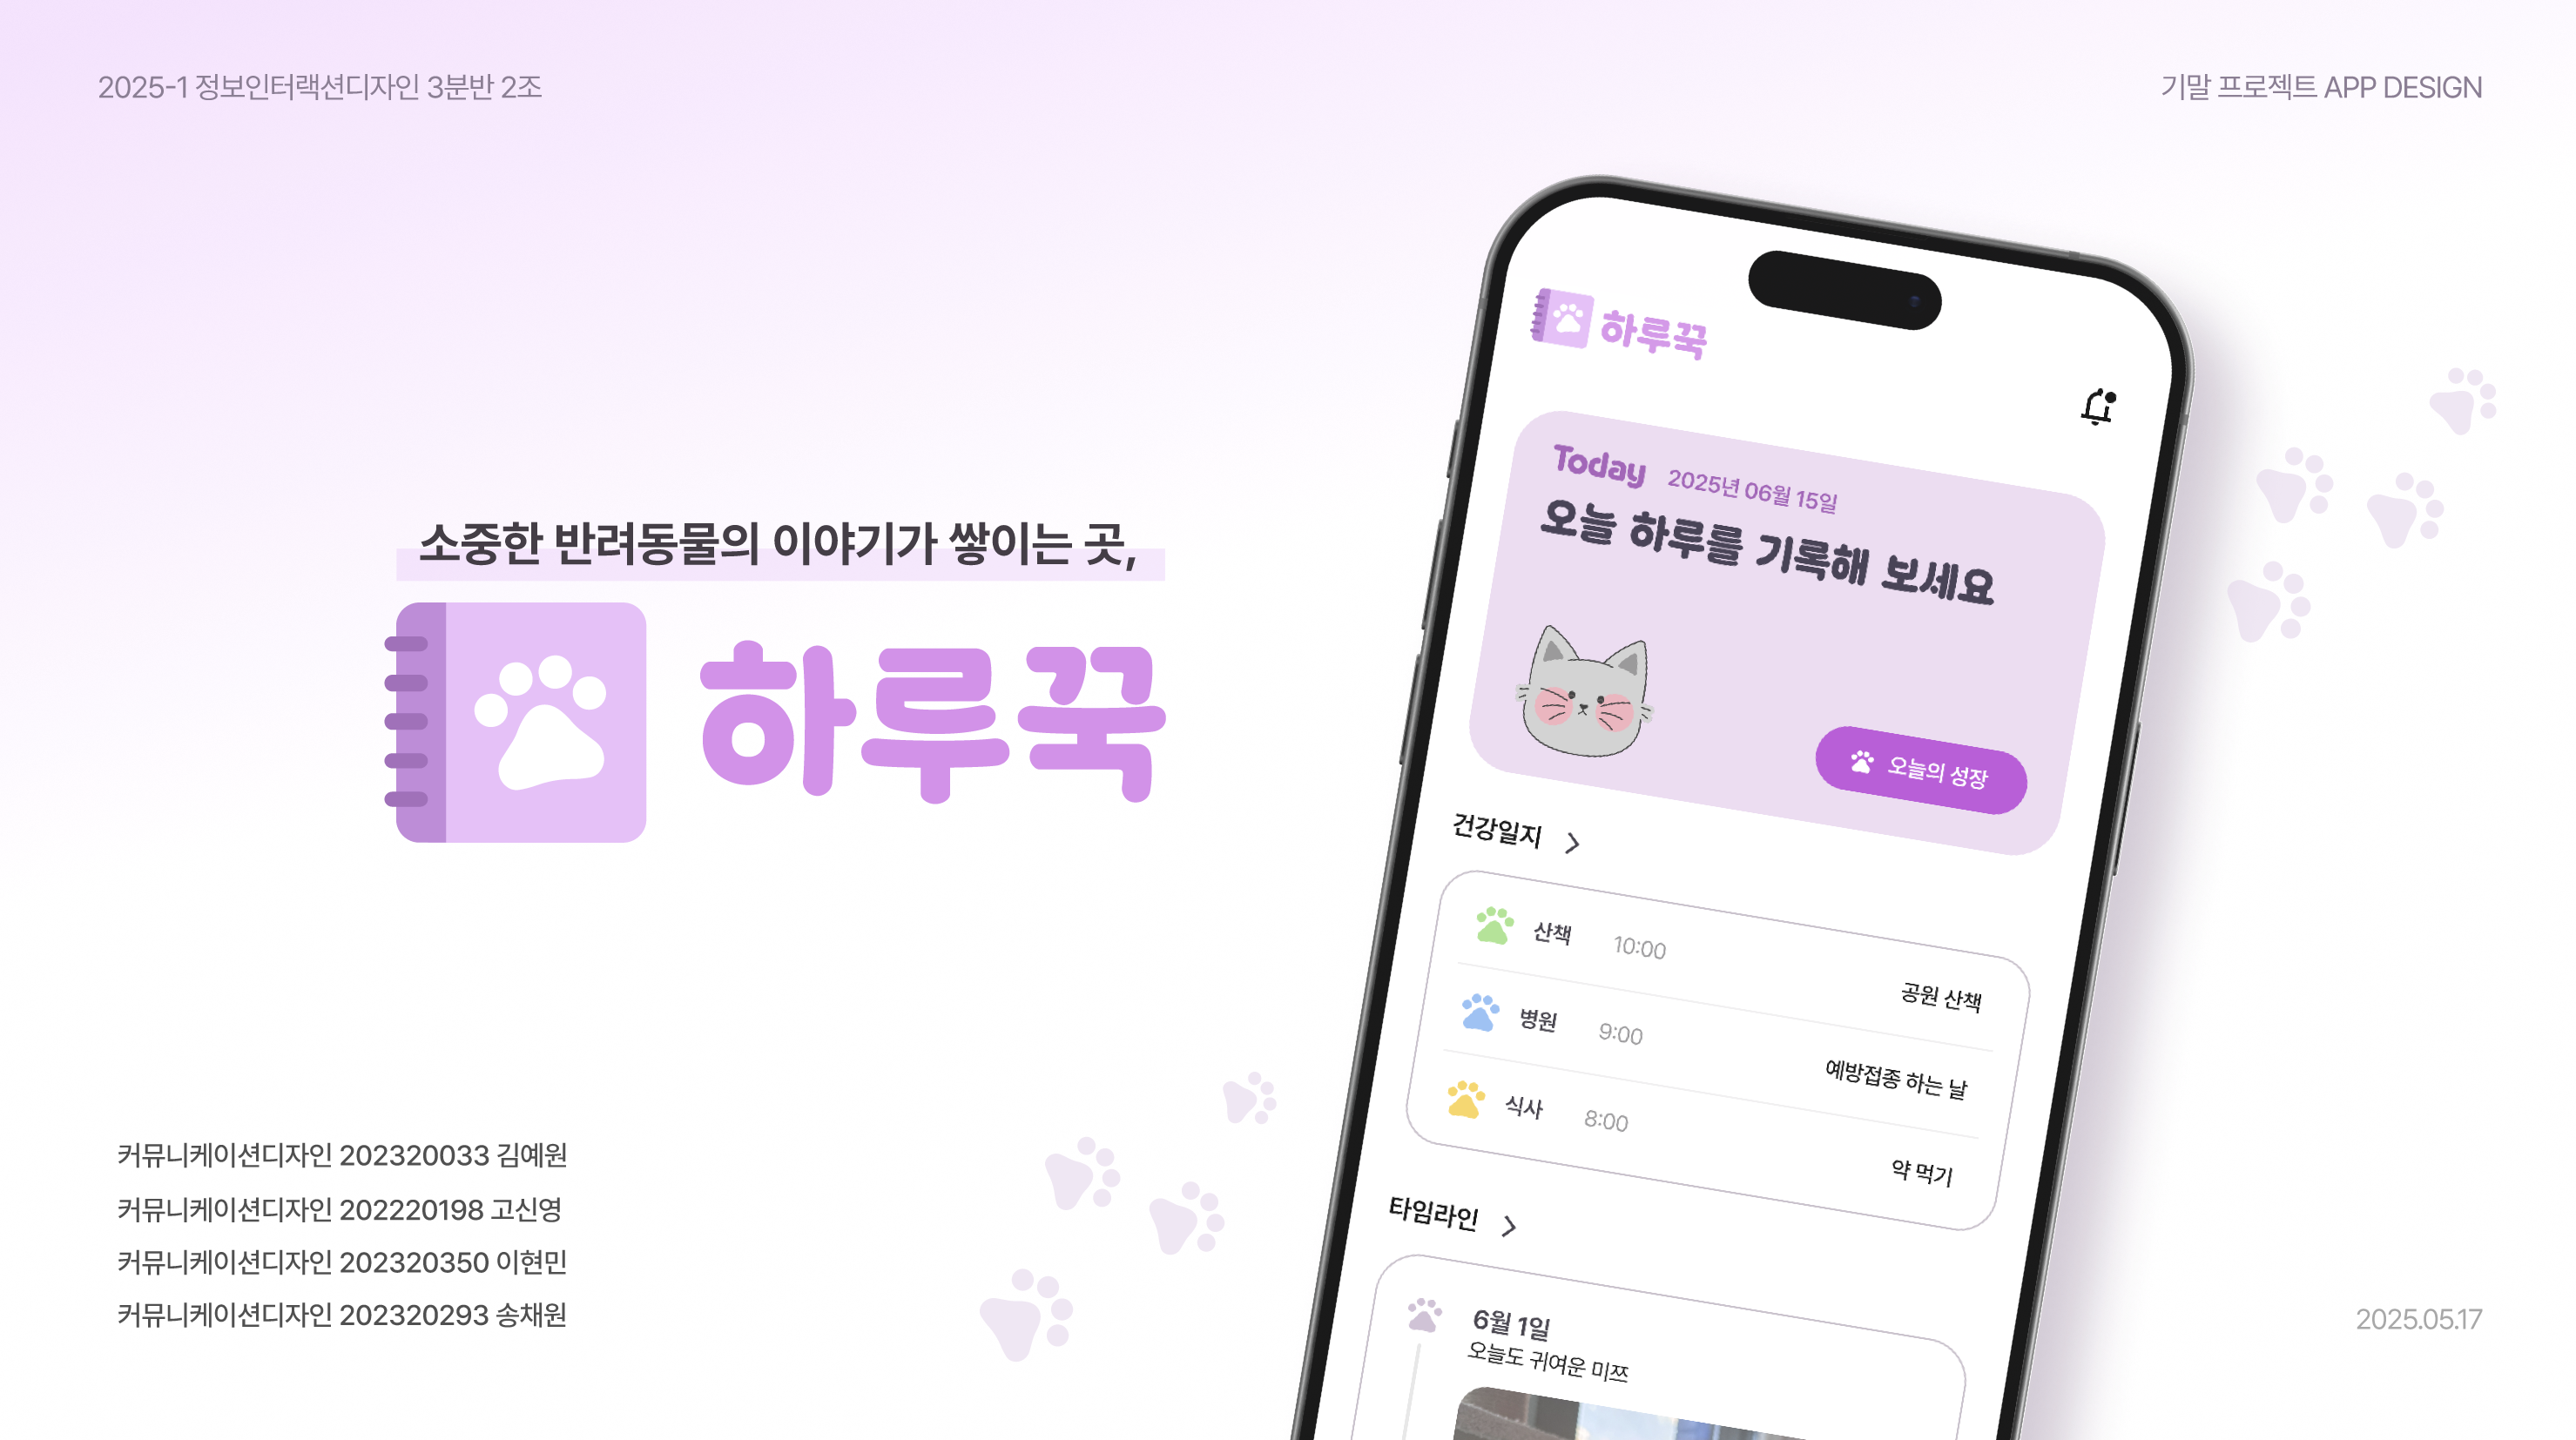 2025-1 정보인터랙션디자인 3분반 2조
기말 프로젝트 APP DESIGN
소중한 반려동물의 이야기가 쌓이는 곳,
하루꾹
하루꾹
Today 2025년 06월 15일
오늘 하루를 기록해 보세요
오늘의 성장
건강일지
산책 10:00 공원 산책
병원 9:00 예방접종 하는 날
식사 8:00 약 먹기
타임라인
6월 1일
오늘도 귀여운 미쯔
커뮤니케이션디자인 202320033 김예원
커뮤니케이션디자인 202220198 고신영
커뮤니케이션디자인 202320350 이현민
커뮤니케이션디자인 202320293 송채원
2025.05.17